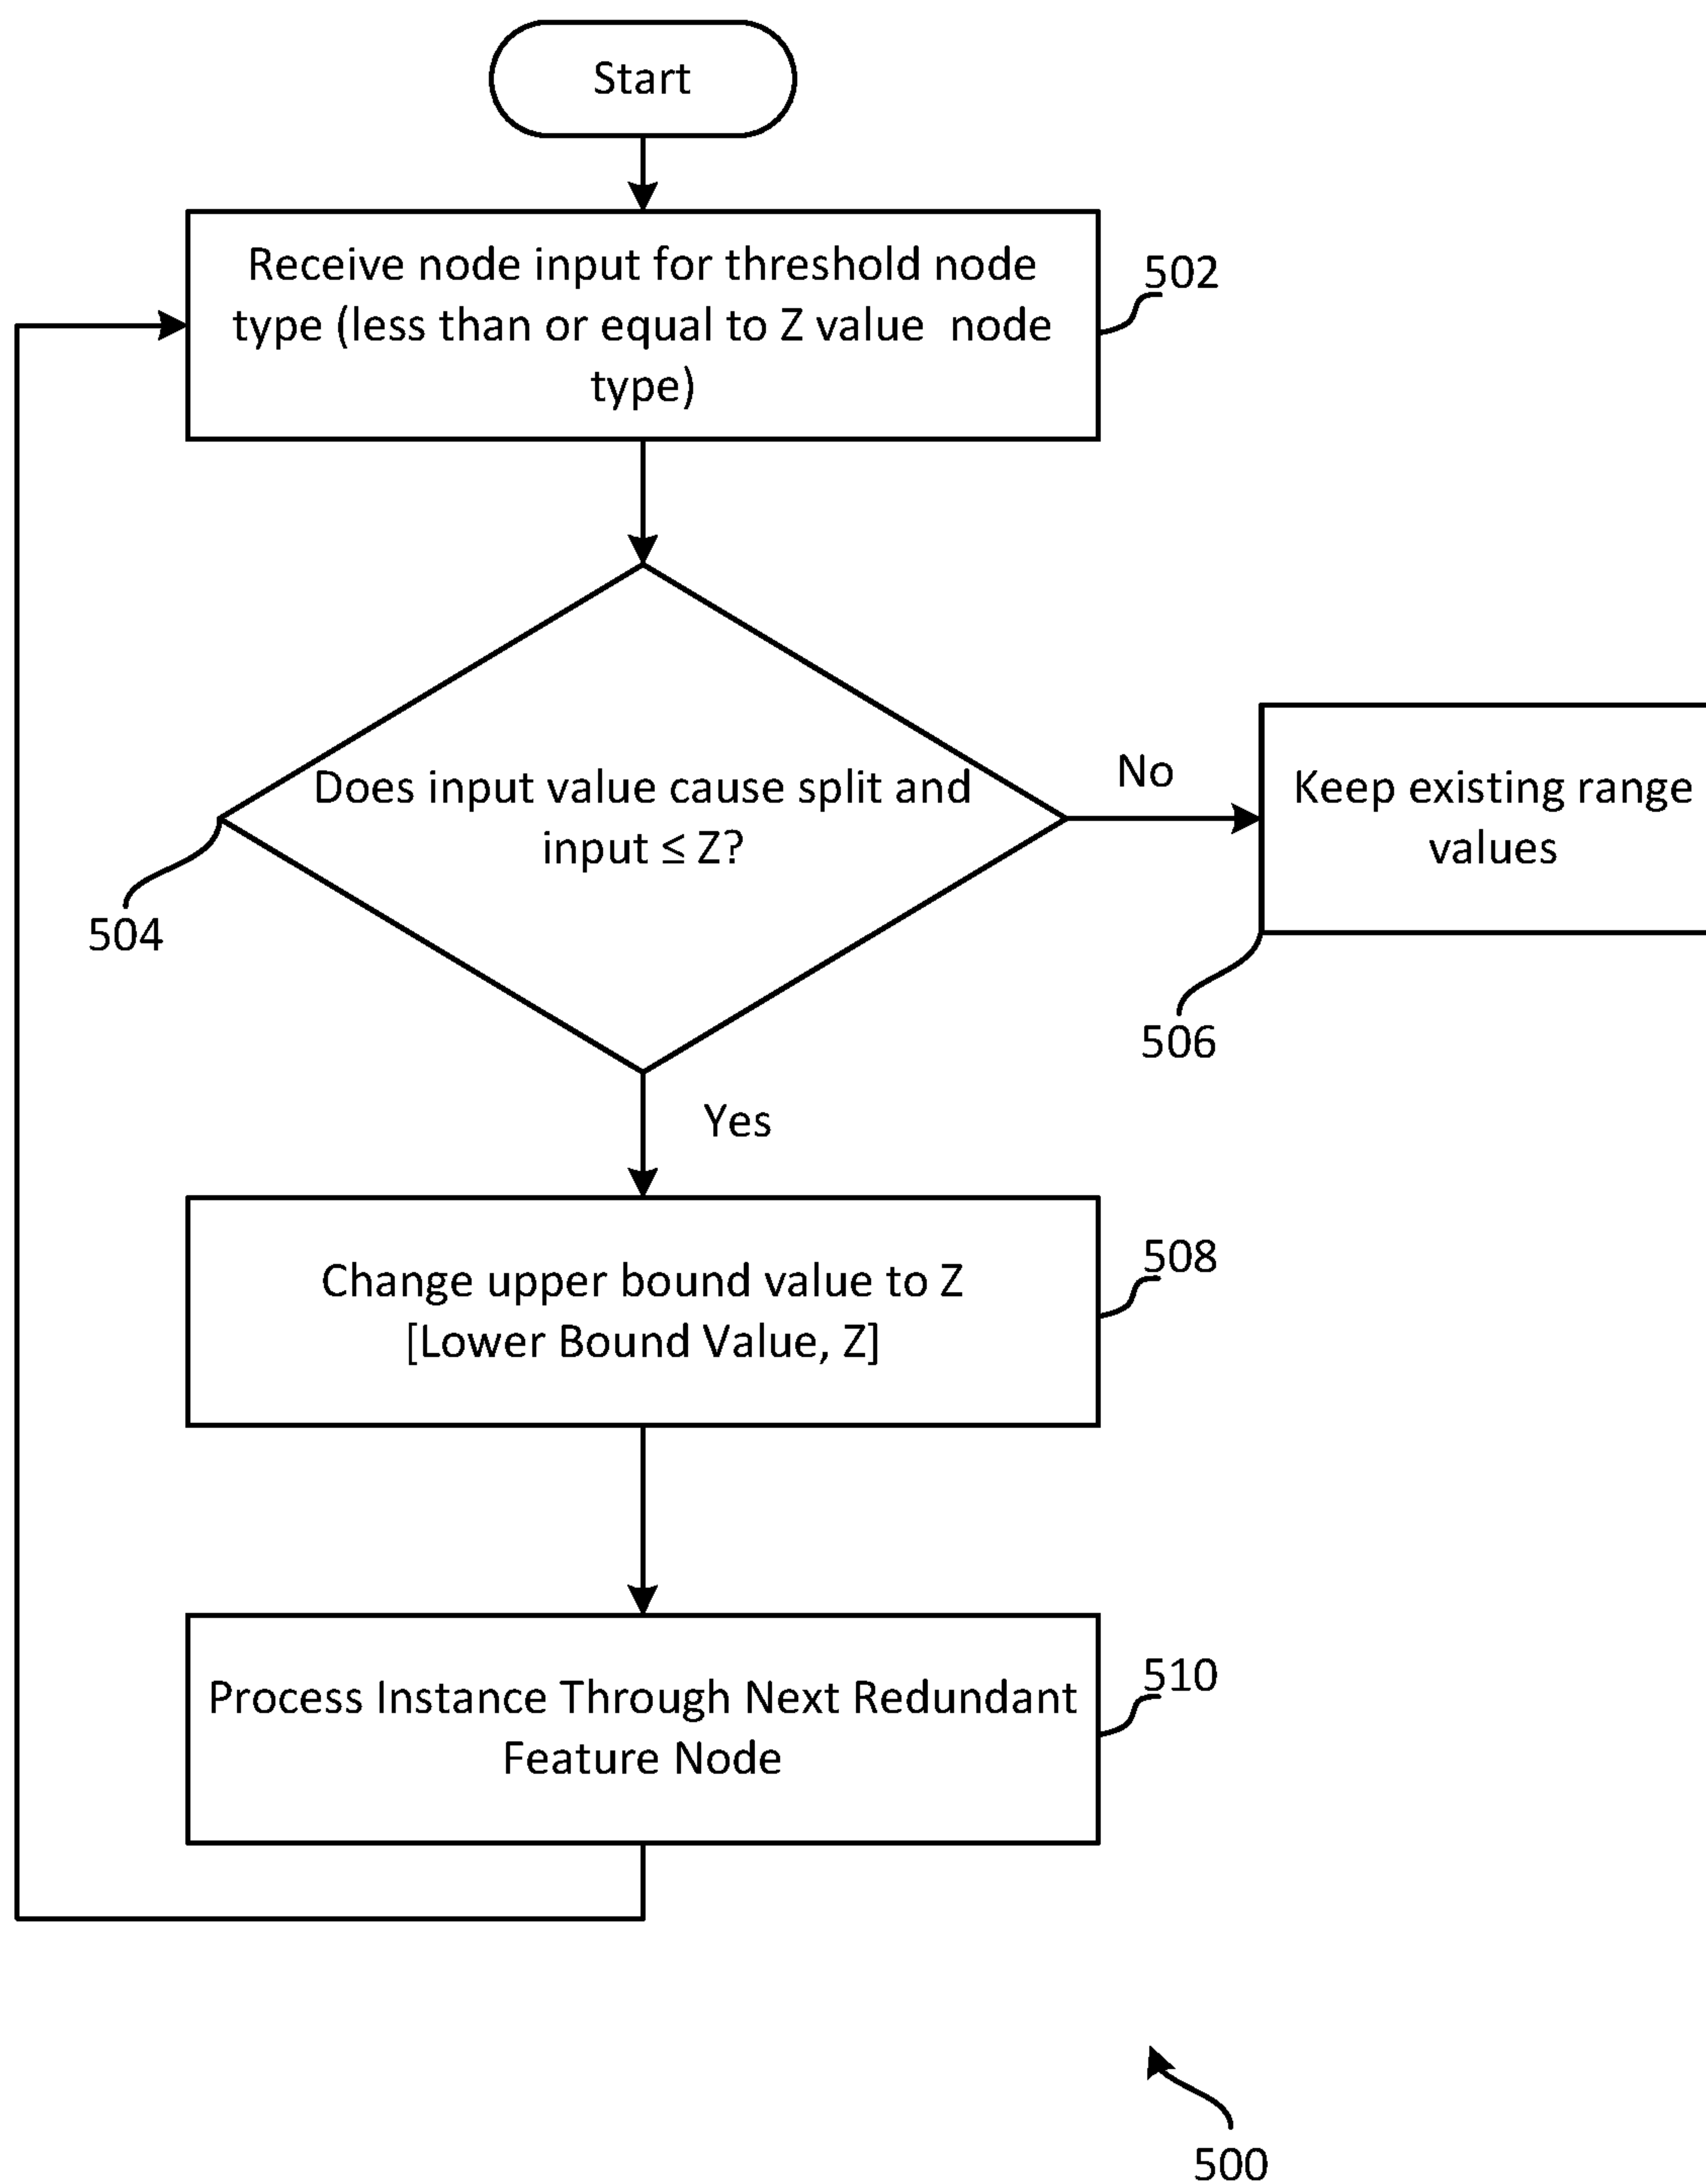 Start
Receive node input for threshold node
type (less than or equal to Z value node
type)
502
Does input value cause split and
input ≤ Z?
504
No
Keep existing range
values
506
Yes
Change upper bound value to Z
[Lower Bound Value, Z]
508
Process Instance Through Next Redundant
Feature Node
510
500